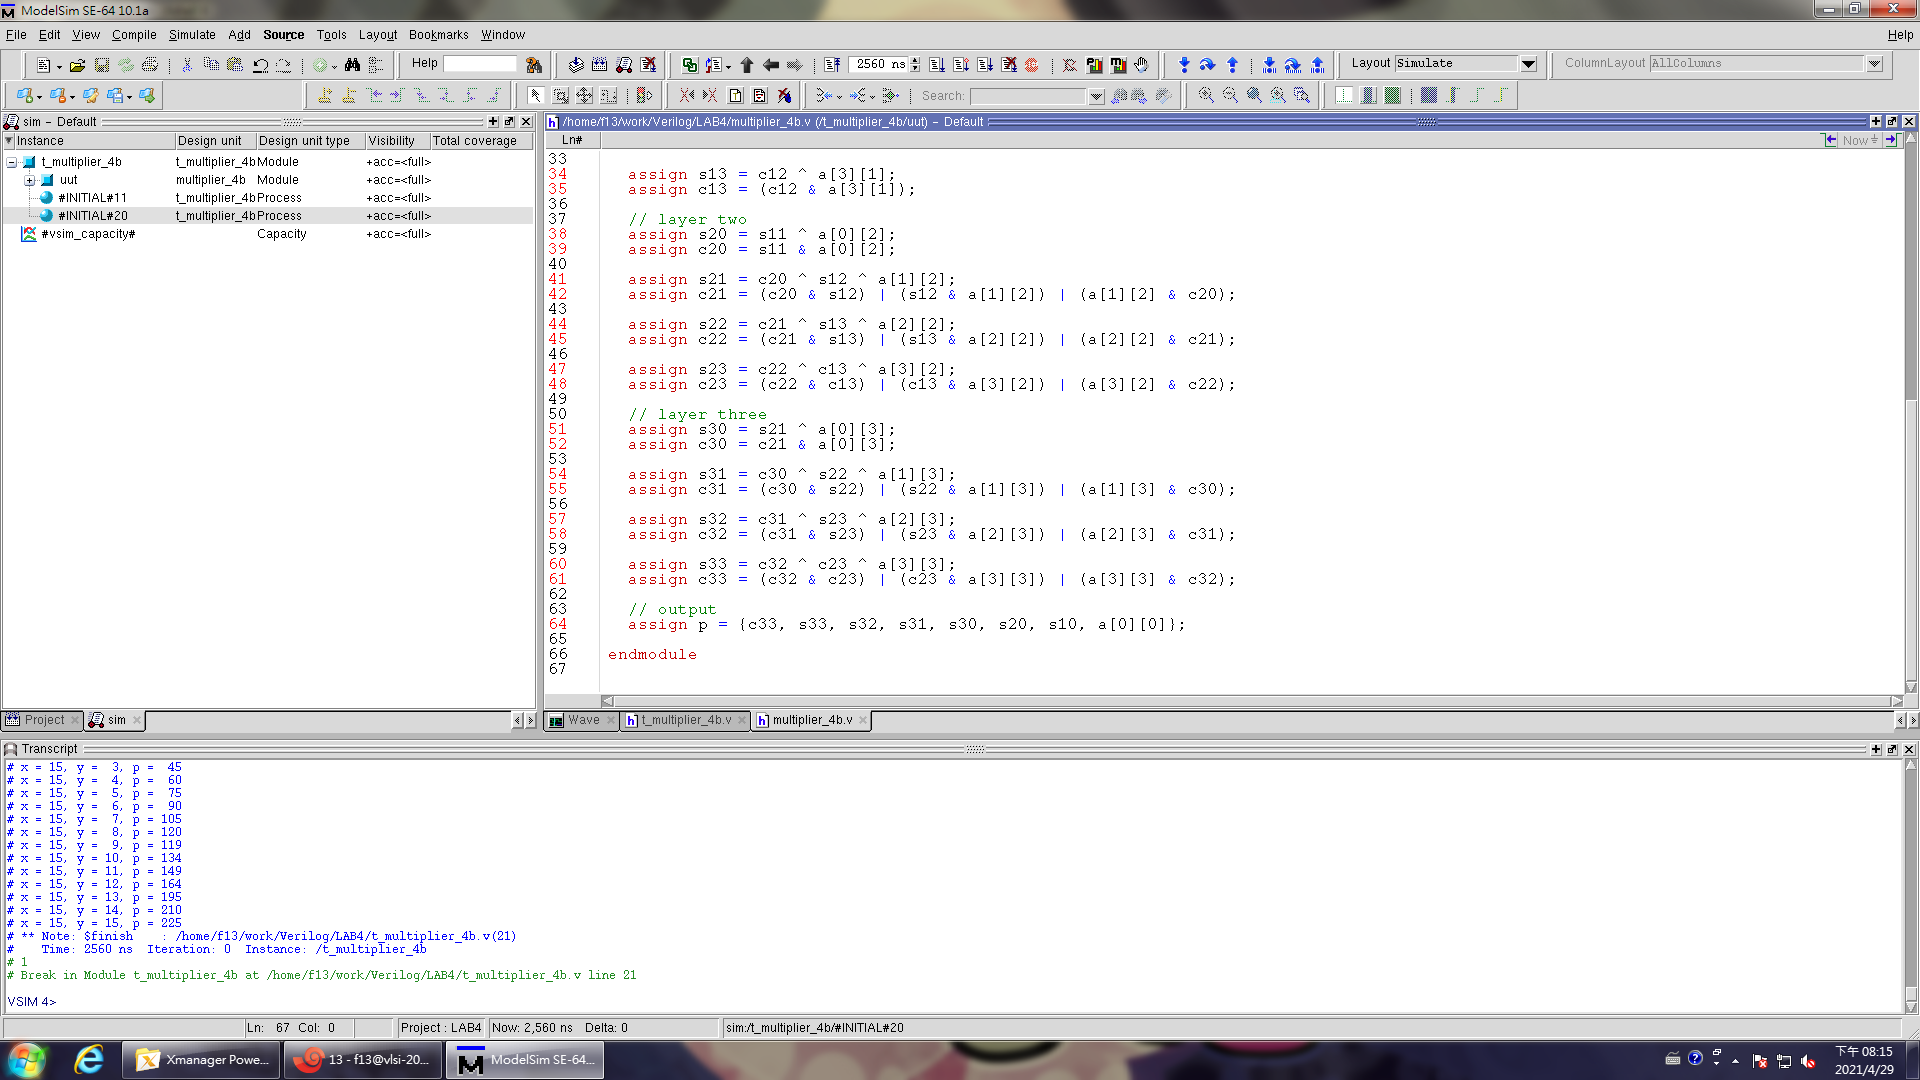 ModelSim SE-64 10.1a
File Edit View Compile Simulate Add Source Tools Layout Bookmarks Window Help
Help 2560 ns Layout Simulate ColumnLayout AllColumns
Search:
sim - Default
/home/f13/work/Verilog/LAB4/multiplier_4b.v (/t_multiplier_4b/uut) - Default
Instance Design unit Design unit type Visibility Total coverage
t_multiplier_4b t_multiplier_4b Module +acc=<full>
uut multiplier_4b Module +acc=<full>
#INITIAL#11 t_multiplier_4b Process +acc=<full>
#INITIAL#20 t_multiplier_4b Process +acc=<full>
#vsim_capacity# Capacity +acc=<full>
Project sim
Ln# Now
33
34 assign s13 = c12 ^ a[3][1];
35 assign c13 = (c12 & a[3][1]);
36
37 // layer two
38 assign s20 = s11 ^ a[0][2];
39 assign c20 = s11 & a[0][2];
40
41 assign s21 = c20 ^ s12 ^ a[1][2];
42 assign c21 = (c20 & s12) | (s12 & a[1][2]) | (a[1][2] & c20);
43
44 assign s22 = c21 ^ s13 ^ a[2][2];
45 assign c22 = (c21 & s13) | (s13 & a[2][2]) | (a[2][2] & c21);
46
47 assign s23 = c22 ^ c13 ^ a[3][2];
48 assign c23 = (c22 & c13) | (c13 & a[3][2]) | (a[3][2] & c22);
49
50 // layer three
51 assign s30 = s21 ^ a[0][3];
52 assign c30 = c21 & a[0][3];
53
54 assign s31 = c30 ^ s22 ^ a[1][3];
55 assign c31 = (c30 & s22) | (s22 & a[1][3]) | (a[1][3] & c30);
56
57 assign s32 = c31 ^ s23 ^ a[2][3];
58 assign c32 = (c31 & s23) | (s23 & a[2][3]) | (a[2][3] & c31);
59
60 assign s33 = c32 ^ c23 ^ a[3][3];
61 assign c33 = (c32 & c23) | (c23 & a[3][3]) | (a[3][3] & c32);
62
63 // output
64 assign p = {c33, s33, s32, s31, s30, s20, s10, a[0][0]};
65
66 endmodule
67
Wave t_multiplier_4b.v multiplier_4b.v
Transcript
# x = 15, y = 3, p = 45
# x = 15, y = 4, p = 60
# x = 15, y = 5, p = 75
# x = 15, y = 6, p = 90
# x = 15, y = 7, p = 105
# x = 15, y = 8, p = 120
# x = 15, y = 9, p = 119
# x = 15, y = 10, p = 134
# x = 15, y = 11, p = 149
# x = 15, y = 12, p = 164
# x = 15, y = 13, p = 195
# x = 15, y = 14, p = 210
# x = 15, y = 15, p = 225
# ** Note: $finish : /home/f13/work/Verilog/LAB4/t_multiplier_4b.v(21)
# Time: 2560 ns Iteration: 0 Instance: /t_multiplier_4b
# 1
# Break in Module t_multiplier_4b at /home/f13/work/Verilog/LAB4/t_multiplier_4b.v line 21
VSIM 4>
Ln: 67 Col: 0 Project : LAB4 Now: 2,560 ns Delta: 0 sim:/t_multiplier_4b/#INITIAL#20
Xmanager Powe... 13 - f13@vlsi-20... ModelSim SE-64...
下午 08:15
2021/4/29